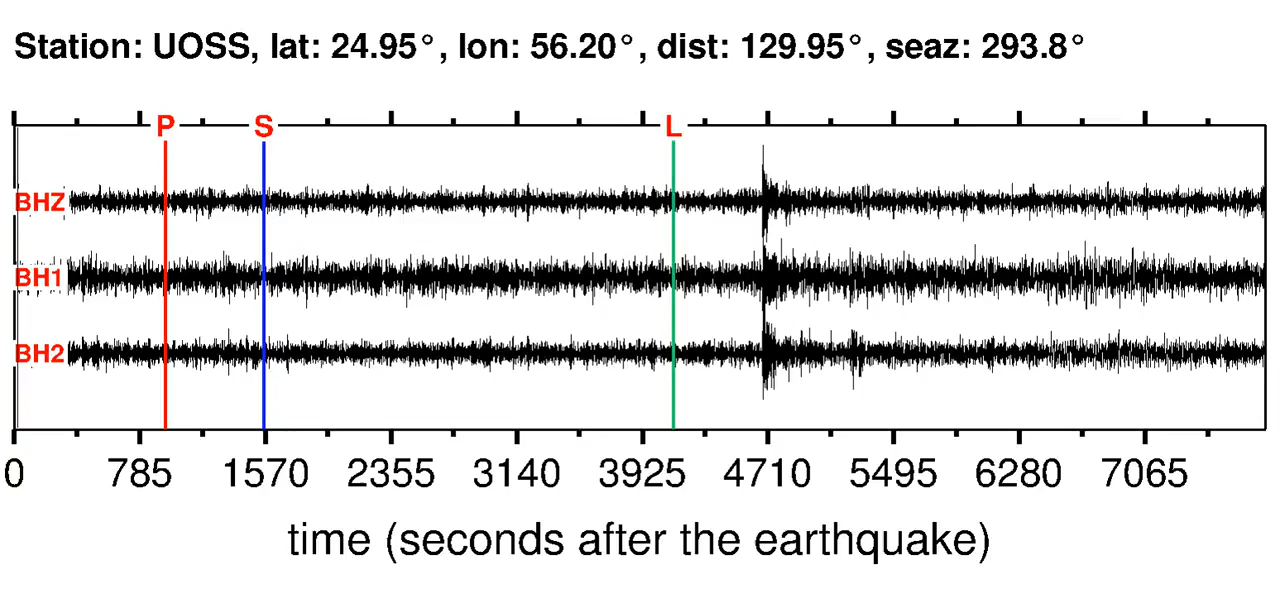 Station: UOSS, lat: 24.95°, lon: 56.20°, dist: 129.95°, seaz: 293.8°
P S L
BHZ
BH1
BH2
0 785 1570 2355 3140 3925 4710 5495 6280 7065
time (seconds after the earthquake)